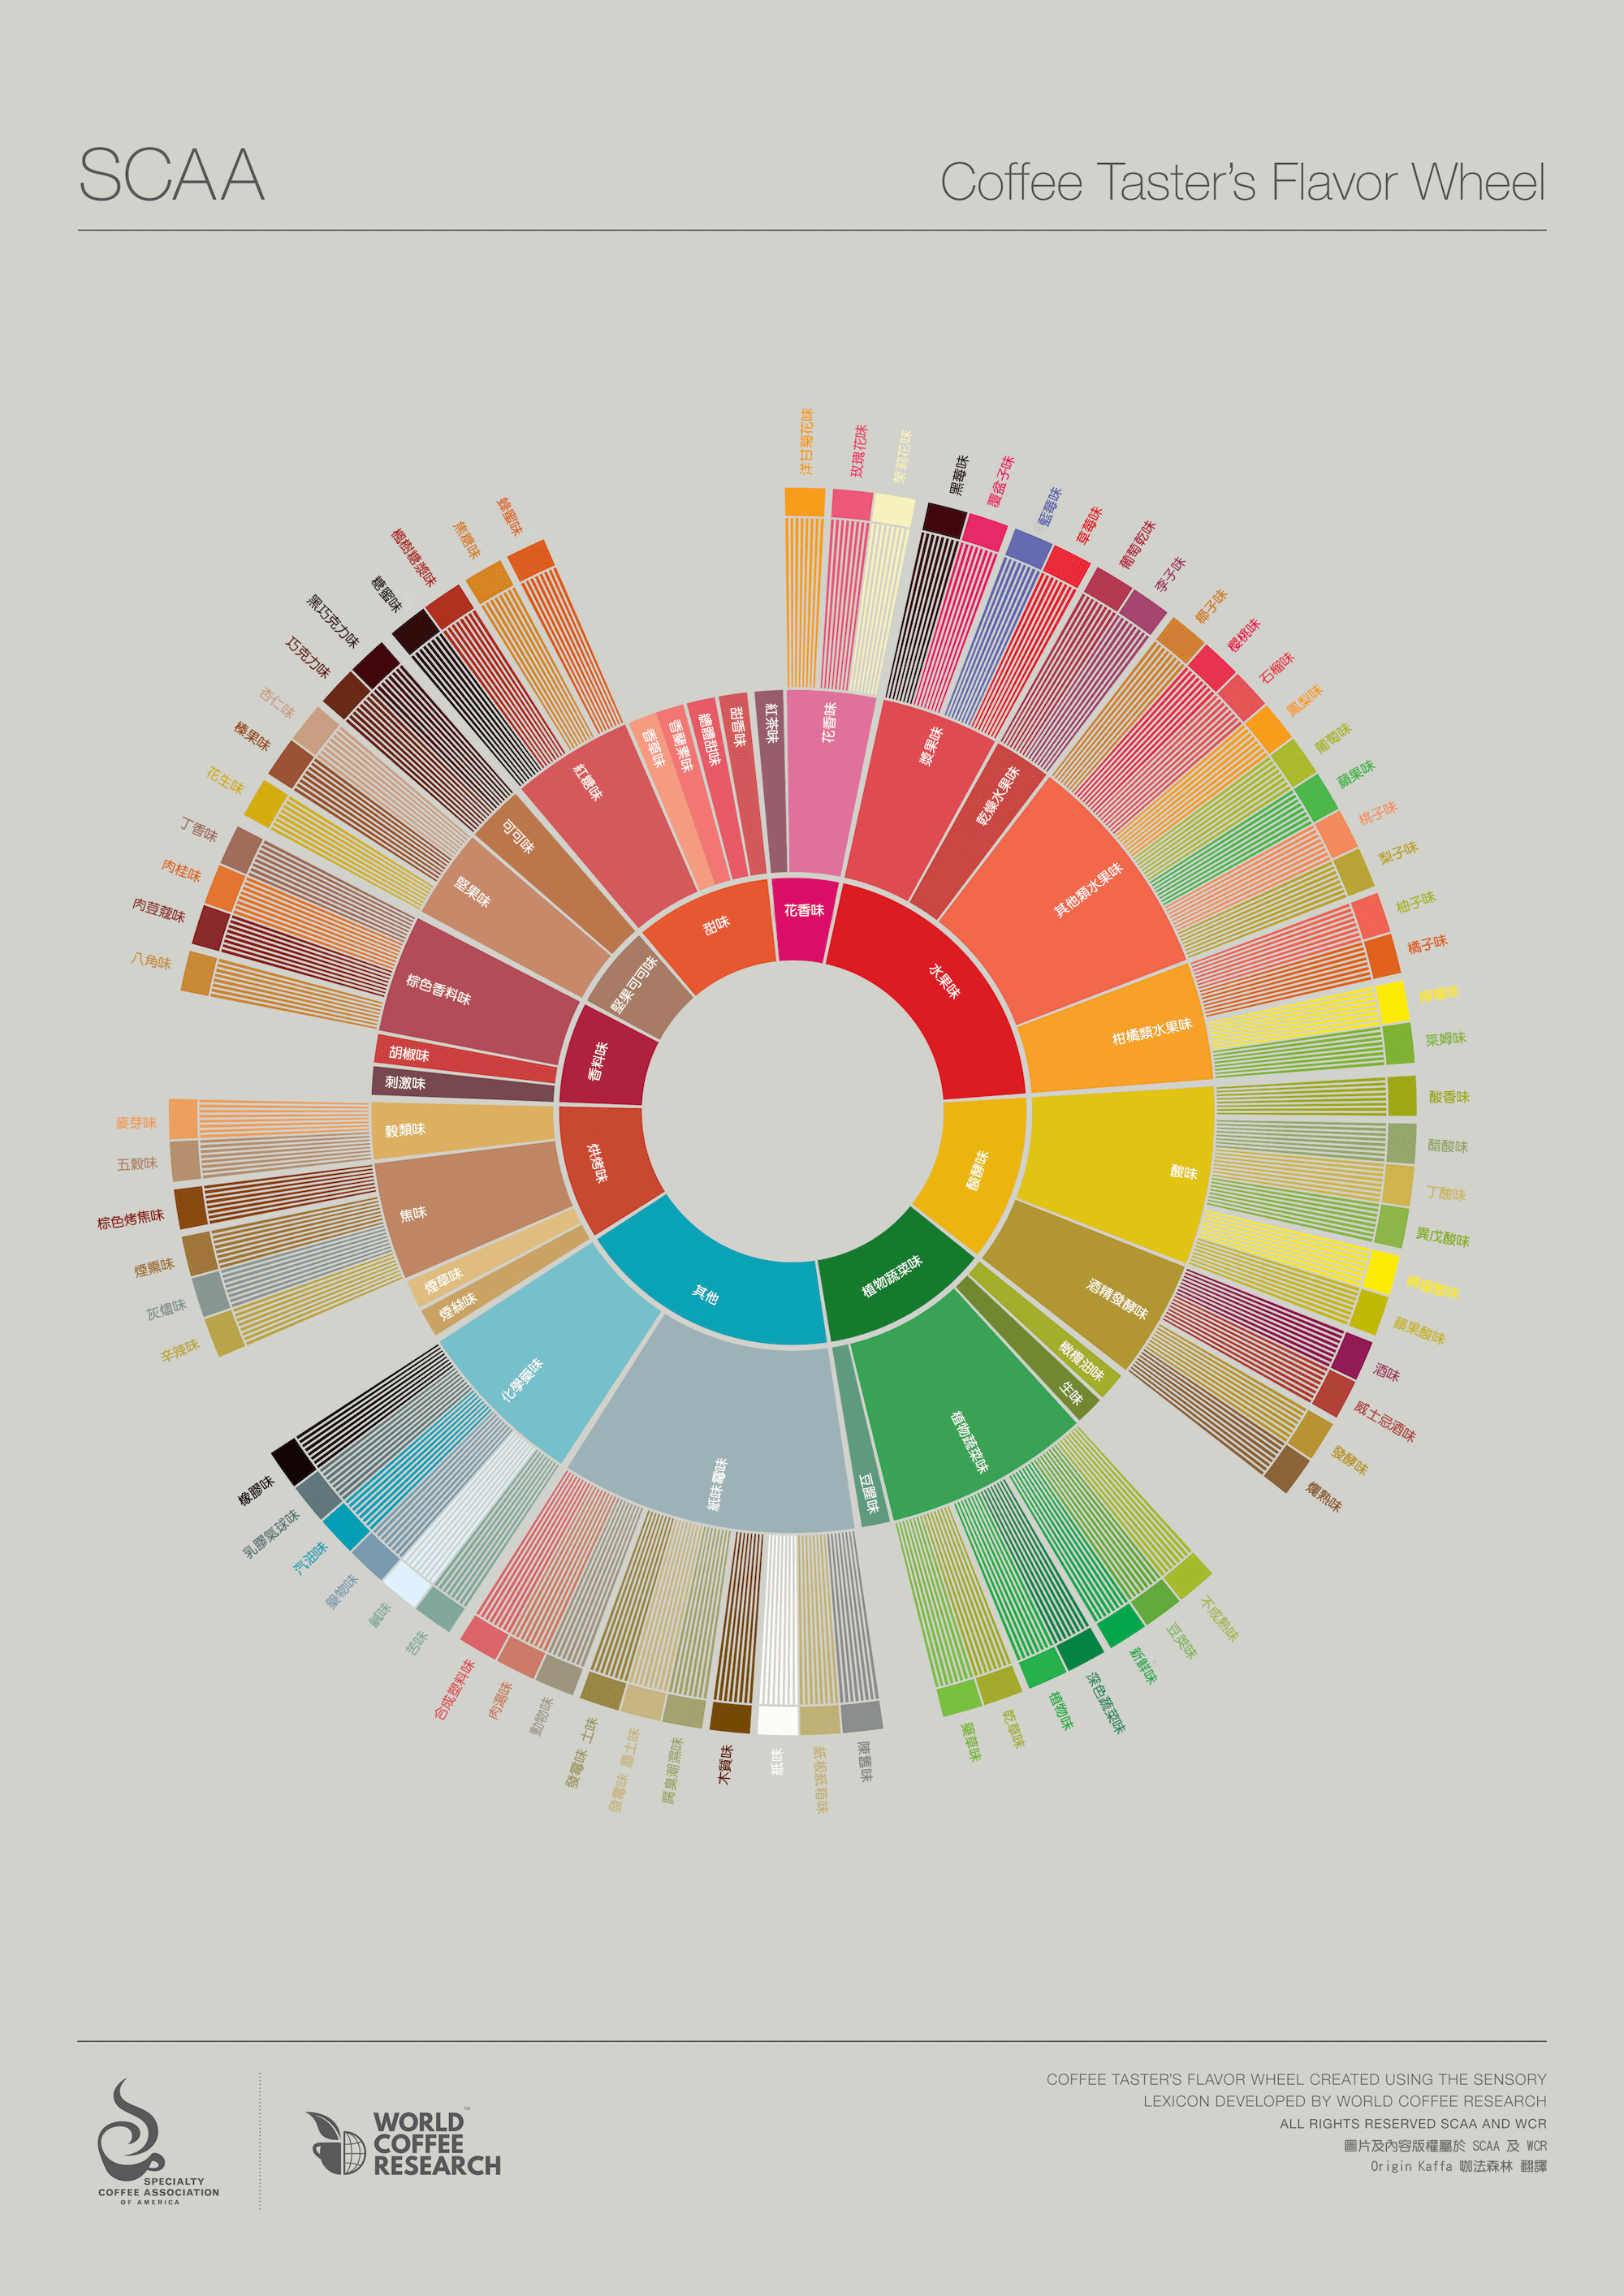 SCAA
Coffee Taster's Flavor Wheel
花香味
水果味
酸酵味
植物蔬菜味
其他
烘烤味
香料味
堅果可可味
甜味
紅茶味
花香味
漿果味
乾燥水果味
其他類水果味
柑橘類水果味
酸味
酒精發酵味
橄欖油味
生味
植物蔬菜味
豆腥味
紙味霉味
化學藥味
煙絲味
煙草味
焦味
穀類味
刺激味
胡椒味
棕色香料味
堅果味
可可味
紅糖味
香草味
香蘭素味
總體甜味
甜香味
洋甘菊花味
玫瑰花味
茉莉花味
黑莓味
覆盆子味
藍莓味
草莓味
葡萄乾味
李子味
椰子味
櫻桃味
石榴味
鳳梨味
葡萄味
蘋果味
桃子味
梨子味
柚子味
橘子味
檸檬味
萊姆味
酸香味
醋酸味
丁酸味
異戊酸味
檸檬酸味
蘋果酸味
酒味
威士忌酒味
發酵味
爛熟味
不成熟味
豆莢味
新鮮味
深色蔬菜味
植物味
乾草味
藥草味
陳舊味
紙板紙箱味
紙味
木質味
腐臭潮濕味
發霉味 塵土味
發霉味 土味
動物味
肉湯味
合成塑料味
苦味
鹹味
藥物味
汽油味
乳膠氣球味
橡膠味
辛辣味
灰燼味
煙熏味
棕色烤焦味
五穀味
麥芽味
八角味
肉荳蔻味
肉桂味
丁香味
花生味
榛果味
杏仁味
巧克力味
黑巧克力味
糖蜜味
楓樹糖漿味
焦糖味
蜂蜜味
SPECIALTY
COFFEE ASSOCIATION
OF AMERICA
WORLD
COFFEE
RESEARCH
™
COFFEE TASTER'S FLAVOR WHEEL CREATED USING THE SENSORY
LEXICON DEVELOPED BY WORLD COFFEE RESEARCH
ALL RIGHTS RESERVED SCAA AND WCR
圖片及內容版權屬於 SCAA 及 WCR
Origin Kaffa 咖法森林 翻譯